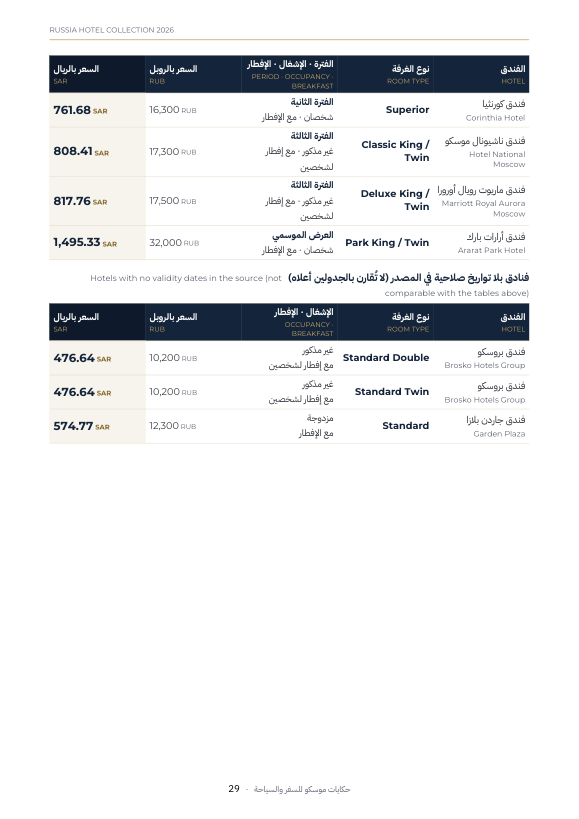 RUSSIA HOTEL COLLECTION 2026
الفندق
HOTEL
نوع الغرفة
ROOM TYPE
الفترة · الإشغال · الإفطار
PERIOD · OCCUPANCY ·
BREAKFAST
السعر بالروبل
RUB
السعر بالريال
SAR
فندق كورنثيا
Corinthia Hotel
Superior
الفترة الثانية
شخصان · مع الإفطار
16,300 RUB
761.68 SAR
فندق ناشيونال موسكو
Hotel National
Moscow
Classic King /
Twin
الفترة الثالثة
غير مذكور · مع إفطار
لشخصين
17,300 RUB
808.41 SAR
فندق ماريوت رويال أورورا
Marriott Royal Aurora
Moscow
Deluxe King /
Twin
الفترة الثالثة
غير مذكور · مع إفطار
لشخصين
17,500 RUB
817.76 SAR
فندق أرارات بارك
Ararat Park Hotel
Park King / Twin
العرض الموسمي
شخصان · مع الإفطار
32,000 RUB
1,495.33 SAR
فنادق بلا تواريخ صلاحية في المصدر (لا تُقارن بالجدولين أعلاه) Hotels with no validity dates in the source (not
comparable with the tables above)
الفندق
HOTEL
نوع الغرفة
ROOM TYPE
الإشغال · الإفطار
OCCUPANCY ·
BREAKFAST
السعر بالروبل
RUB
السعر بالريال
SAR
فندق بروسكو
Brosko Hotels Group
Standard Double
غير مذكور
مع إفطار لشخصين
10,200 RUB
476.64 SAR
فندق بروسكو
Brosko Hotels Group
Standard Twin
غير مذكور
مع إفطار لشخصين
10,200 RUB
476.64 SAR
فندق جاردن بلازا
Garden Plaza
Standard
مزدوجة
مع الإفطار
12,300 RUB
574.77 SAR
حكايات موسكو للسفر والسياحة · 29